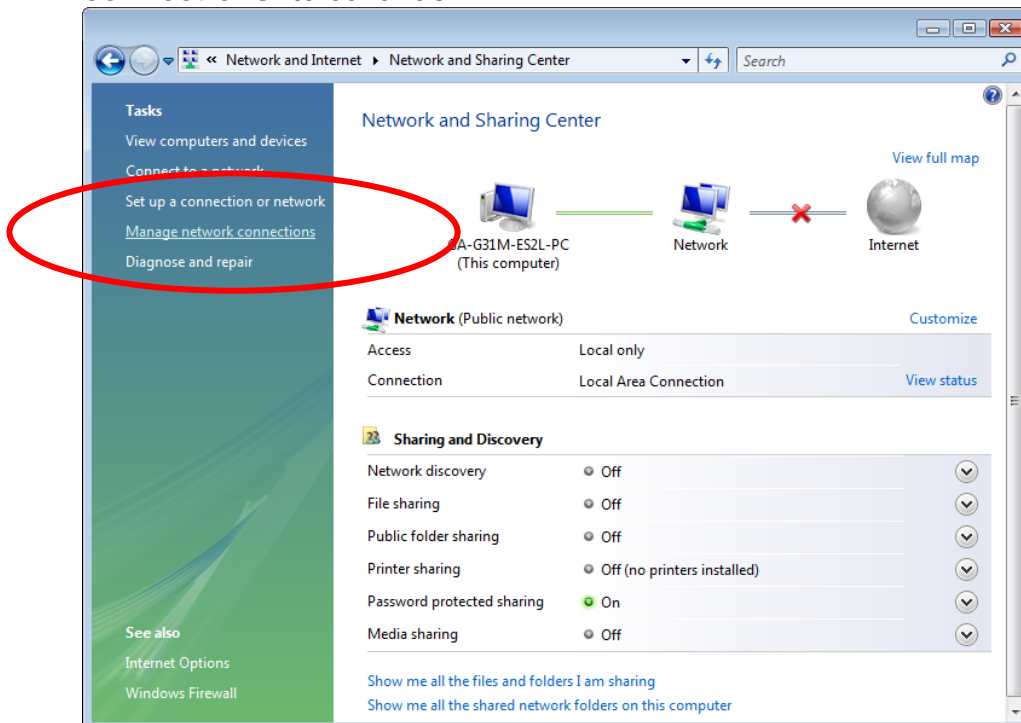 « Network and Internet ▸ Network and Sharing Center
Search
Tasks
View computers and devices
Connect to a network
Set up a connection or network
Manage network connections
Diagnose and repair
See also
Internet Options
Windows Firewall
Network and Sharing Center
View full map
GA-G31M-ES2L-PC
(This computer)
Network
Internet
Network (Public network)
Customize
Access Local only
Connection Local Area Connection View status
Sharing and Discovery
Network discovery Off
File sharing Off
Public folder sharing Off
Printer sharing Off (no printers installed)
Password protected sharing On
Media sharing Off
Show me all the files and folders I am sharing
Show me all the shared network folders on this computer